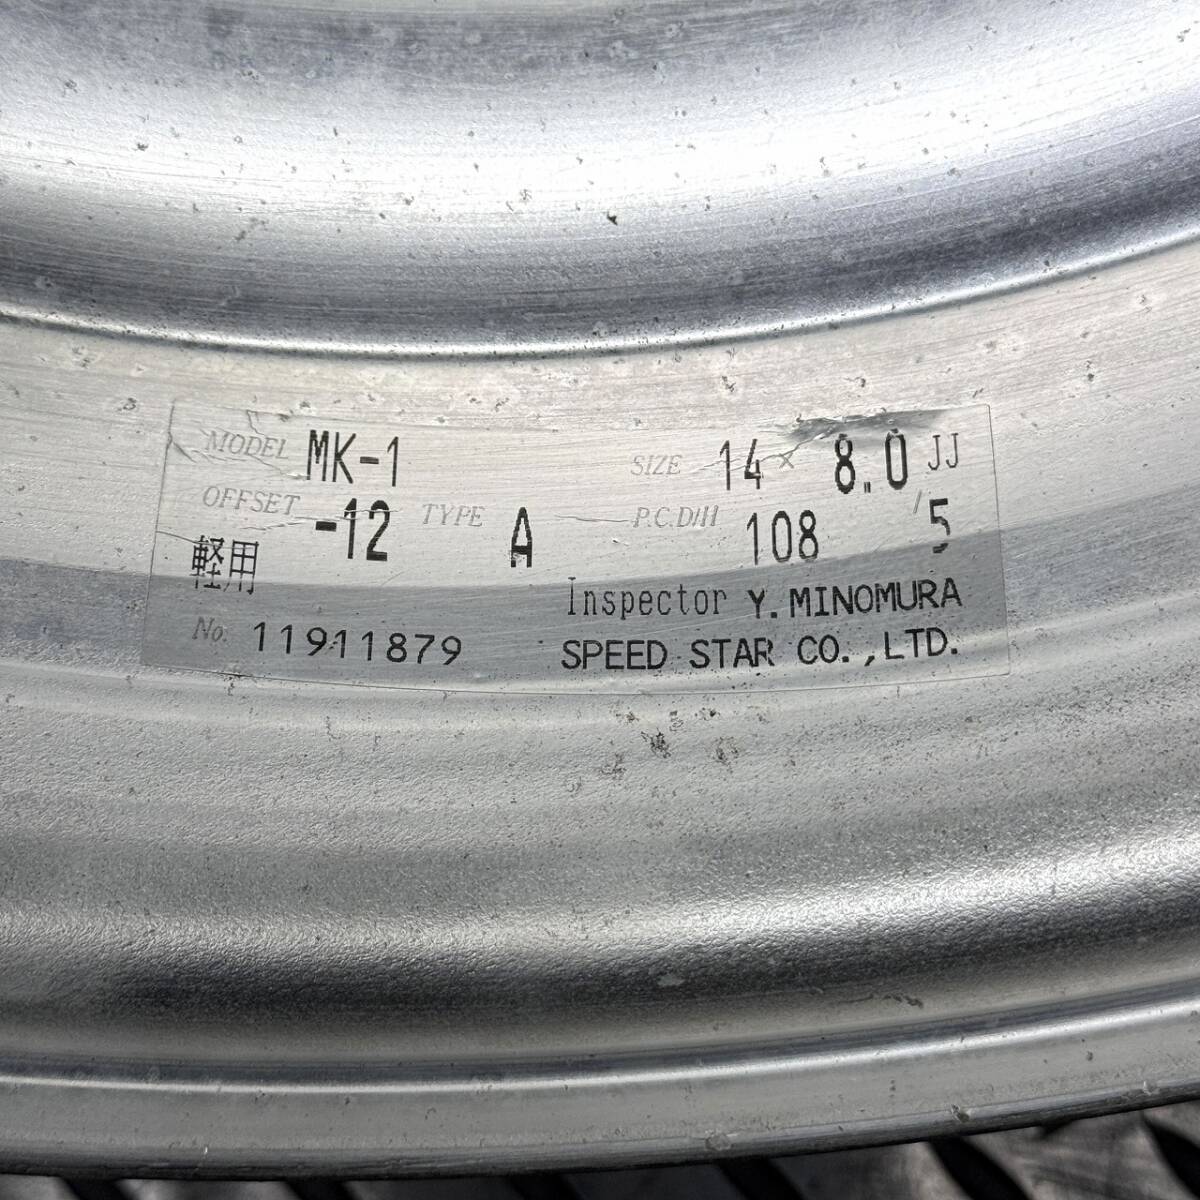 MODEL MK-1 SIZE 14 × 8.0 JJ
OFFSET -12 TYPE A P.C.D/H 108 / 5
軽用
Inspector Y. MINOMURA
No. 11911879 SPEED STAR CO.,LTD.